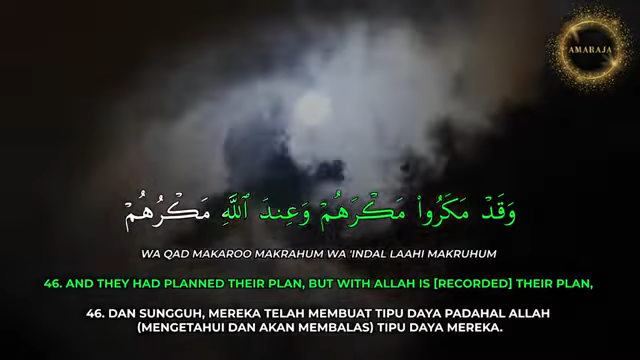 AMARAJA
وَقَدْ مَكَرُوا۟ مَكْرَهُمْ وَعِندَ ٱللَّهِ مَكْرُهُمْ
WA QAD MAKAROO MAKRAHUM WA 'INDAL LAAHI MAKRUHUM
46. AND THEY HAD PLANNED THEIR PLAN, BUT WITH ALLAH IS [RECORDED] THEIR PLAN,
46. DAN SUNGGUH, MEREKA TELAH MEMBUAT TIPU DAYA PADAHAL ALLAH
(MENGETAHUI DAN AKAN MEMBALAS) TIPU DAYA MEREKA.